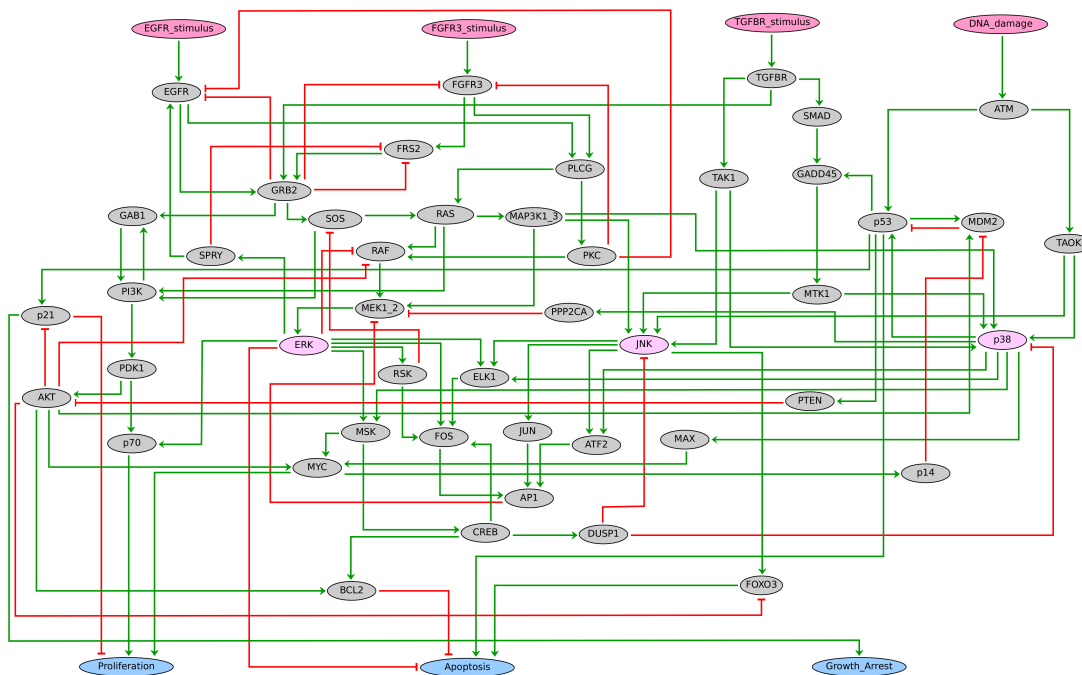 EGFR_stimulus
FGFR3_stimulus
TGFBR_stimulus
DNA_damage
EGFR
FGFR3
TGFBR
ATM
SMAD
FRS2
PLCG
TAK1
GADD45
GRB2
GAB1
SOS
RAS
MAP3K1_3
p53
MDM2
TAOK
SPRY
RAF
PKC
PI3K
MTK1
p21
MEK1_2
PPP2CA
ERK
JNK
p38
PDK1
RSK
ELK1
AKT
PTEN
p70
MSK
FOS
JUN
ATF2
MAX
MYC
p14
AP1
CREB
DUSP1
BCL2
FOXO3
Proliferation
Apoptosis
Growth_Arrest